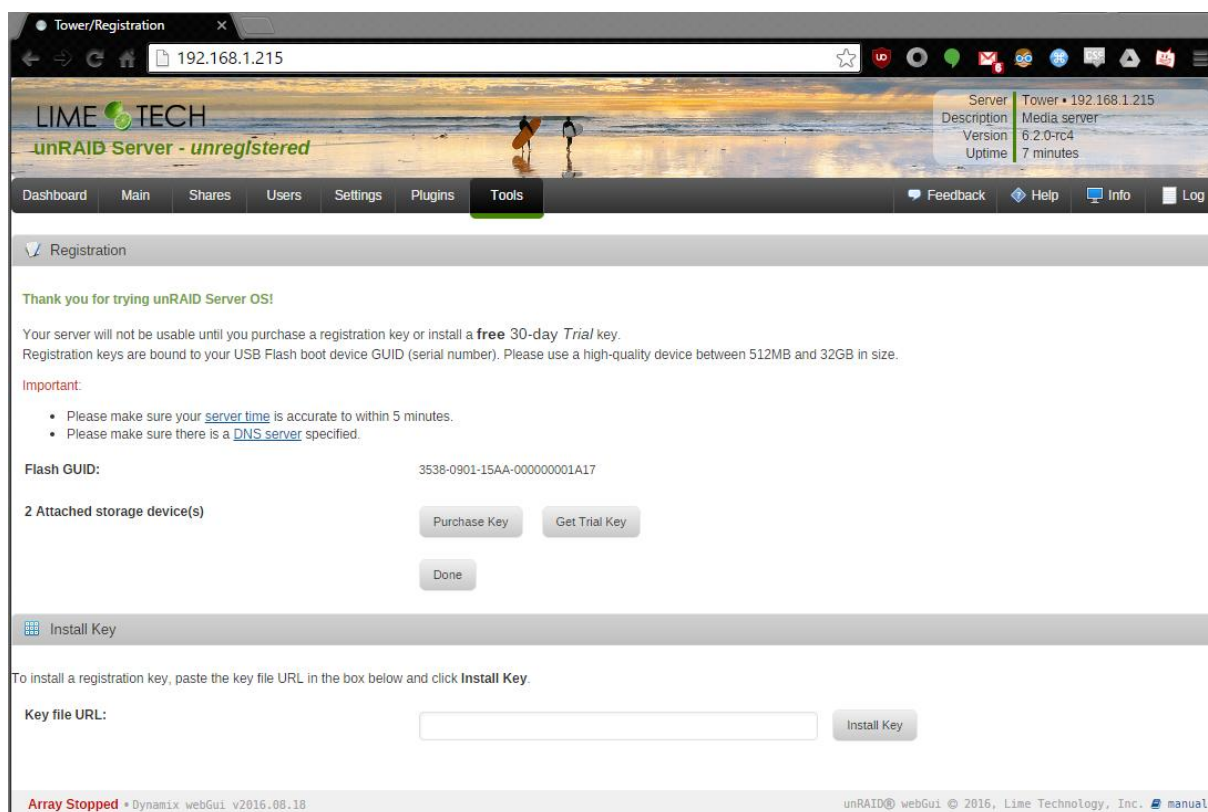 Tower/Registration
192.168.1.215
LIME TECH
unRAID Server - unregistered
Server Tower • 192.168.1.215
Description Media server
Version 6.2.0-rc4
Uptime 7 minutes
Dashboard Main Shares Users Settings Plugins Tools Feedback Help Info Log
Registration
Thank you for trying unRAID Server OS!
Your server will not be usable until you purchase a registration key or install a free 30-day Trial key.
Registration keys are bound to your USB Flash boot device GUID (serial number). Please use a high-quality device between 512MB and 32GB in size.
Important:
• Please make sure your server time is accurate to within 5 minutes.
• Please make sure there is a DNS server specified.
Flash GUID: 3538-0901-15AA-000000001A17
2 Attached storage device(s) Purchase Key Get Trial Key
Done
Install Key
To install a registration key, paste the key file URL in the box below and click Install Key.
Key file URL: Install Key
Array Stopped • Dynamix webGui v2016.08.18 unRAID® webGui © 2016, Lime Technology, Inc. manual